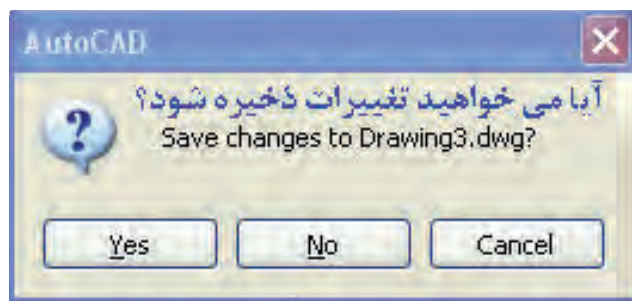 AutoCAD
آیا می خواهید تغییرات ذخیره شود؟
Save changes to Drawing3.dwg?
Yes
No
Cancel